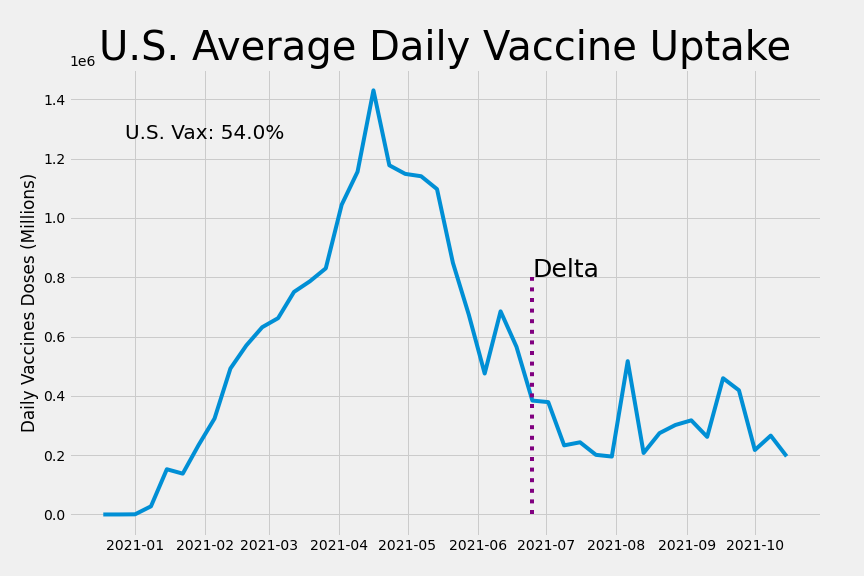 U.S. Average Daily Vaccine Uptake
1e6
1.4
U.S. Vax: 54.0%
1.2
1.0
Delta
0.8
0.6
0.4
0.2
0.0
Daily Vaccines Doses (Millions)
2021-01 2021-02 2021-03 2021-04 2021-05 2021-06 2021-07 2021-08 2021-09 2021-10